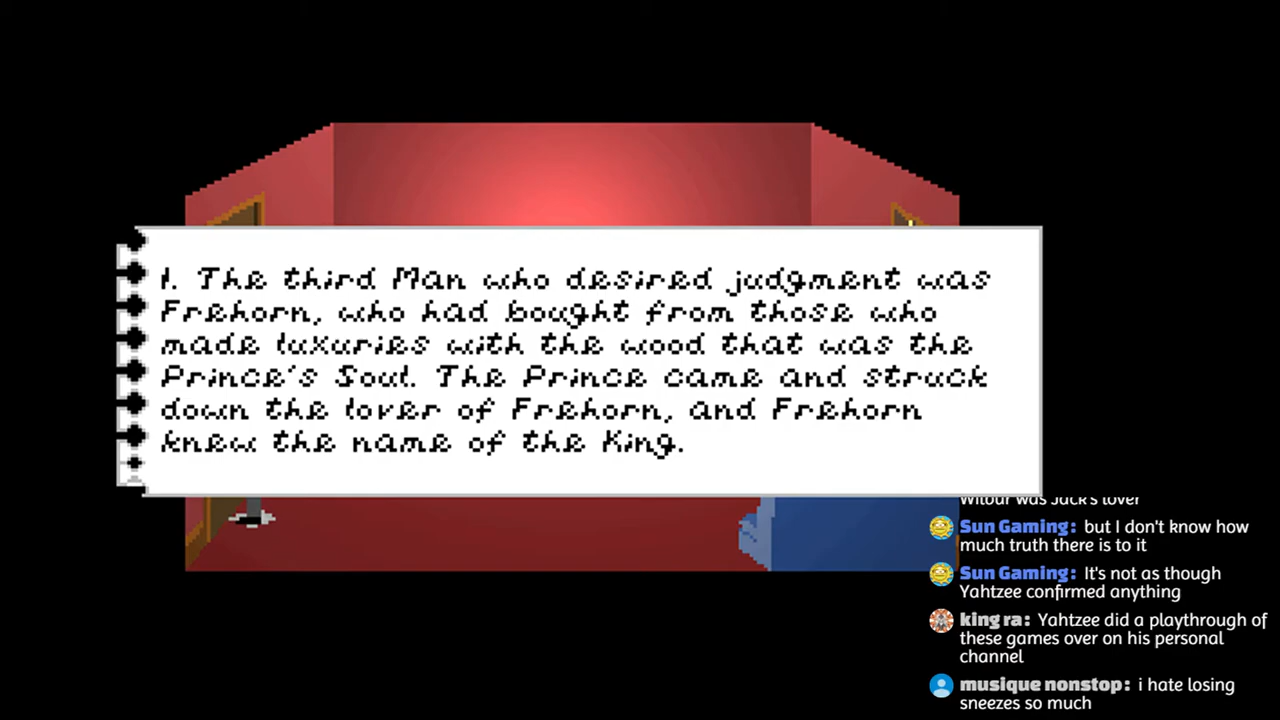 1. The third Man who desired judgment was
Frehorn, who had bought from those who
made luxuries with the wood that was the
Prince's Soul. The Prince came and struck
down the lover of Frehorn, and Frehorn
knew the name of the King.
Wilbur was Jack's lover
Sun Gaming: but I don't know how
much truth there is to it
Sun Gaming: It's not as though
Yahtzee confirmed anything
king ra: Yahtzee did a playthrough of
these games over on his personal
channel
musique nonstop: i hate losing
sneezes so much